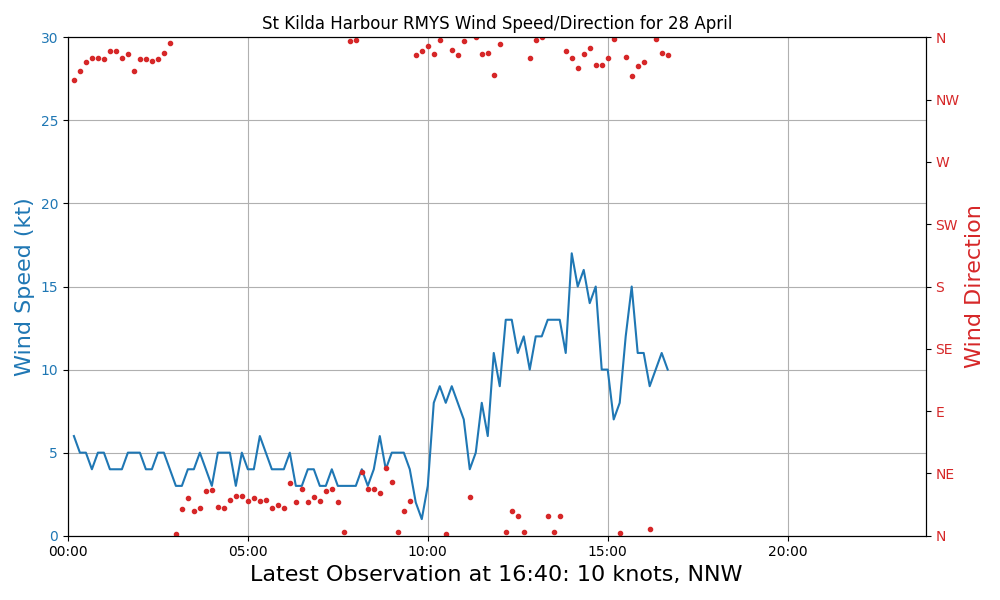 St Kilda Harbour RMYS Wind Speed/Direction for 28 April
30
25
20
15
10
5
0
Wind Speed (kt)
N
NW
W
SW
S
SE
E
NE
N
Wind Direction
00:00
05:00
10:00
15:00
20:00
Latest Observation at 16:40: 10 knots, NNW